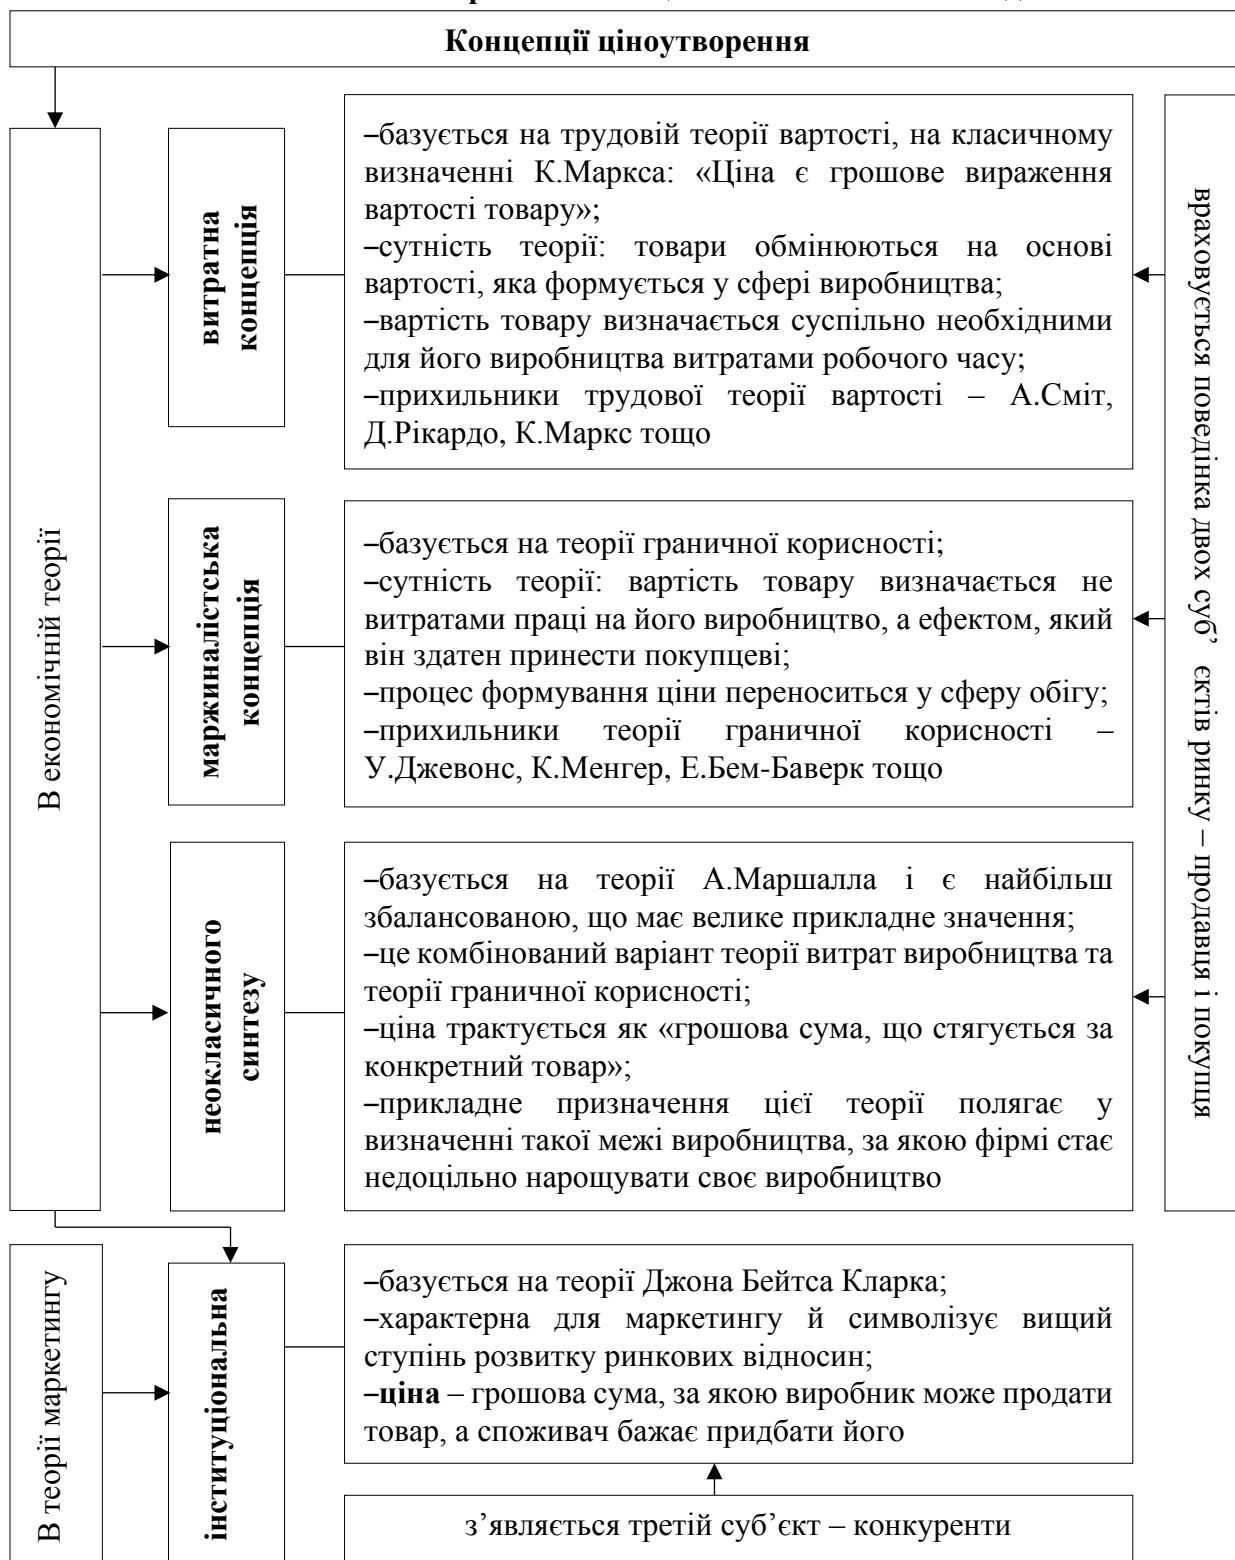 Концепції ціноутворення
В економічній теорії
витратна
концепція
–базується на трудовій теорії вартості, на класичному
визначенні К.Маркса: «Ціна є грошове вираження
вартості товару»;
–сутність теорії: товари обмінюються на основі
вартості, яка формується у сфері виробництва;
–вартість товару визначається суспільно необхідними
для його виробництва витратами робочого часу;
–прихильники трудової теорії вартості – А.Сміт,
Д.Рікардо, К.Маркс тощо
маржиналістська
концепція
–базується на теорії граничної корисності;
–сутність теорії: вартість товару визначається не
витратами праці на його виробництво, а ефектом, який
він здатен принести покупцеві;
–процес формування ціни переноситься у сферу обігу;
–прихильники теорії граничної корисності –
У.Джевонс, К.Менгер, Е.Бем-Баверк тощо
неокласичного
синтезу
–базується на теорії А.Маршалла і є найбільш
збалансованою, що має велике прикладне значення;
–це комбінований варіант теорії витрат виробництва та
теорії граничної корисності;
–ціна трактується як «грошова сума, що стягується за
конкретний товар»;
–прикладне призначення цієї теорії полягає у
визначенні такої межі виробництва, за якою фірмі стає
недоцільно нарощувати своє виробництво
враховується поведінка двох суб’ єктів ринку – продавця і покупця
В теорії маркетингу
інституціональна
–базується на теорії Джона Бейтса Кларка;
–характерна для маркетингу й символізує вищий
ступінь розвитку ринкових відносин;
–ціна – грошова сума, за якою виробник може продати
товар, а споживач бажає придбати його
з’являється третій суб’єкт – конкуренти